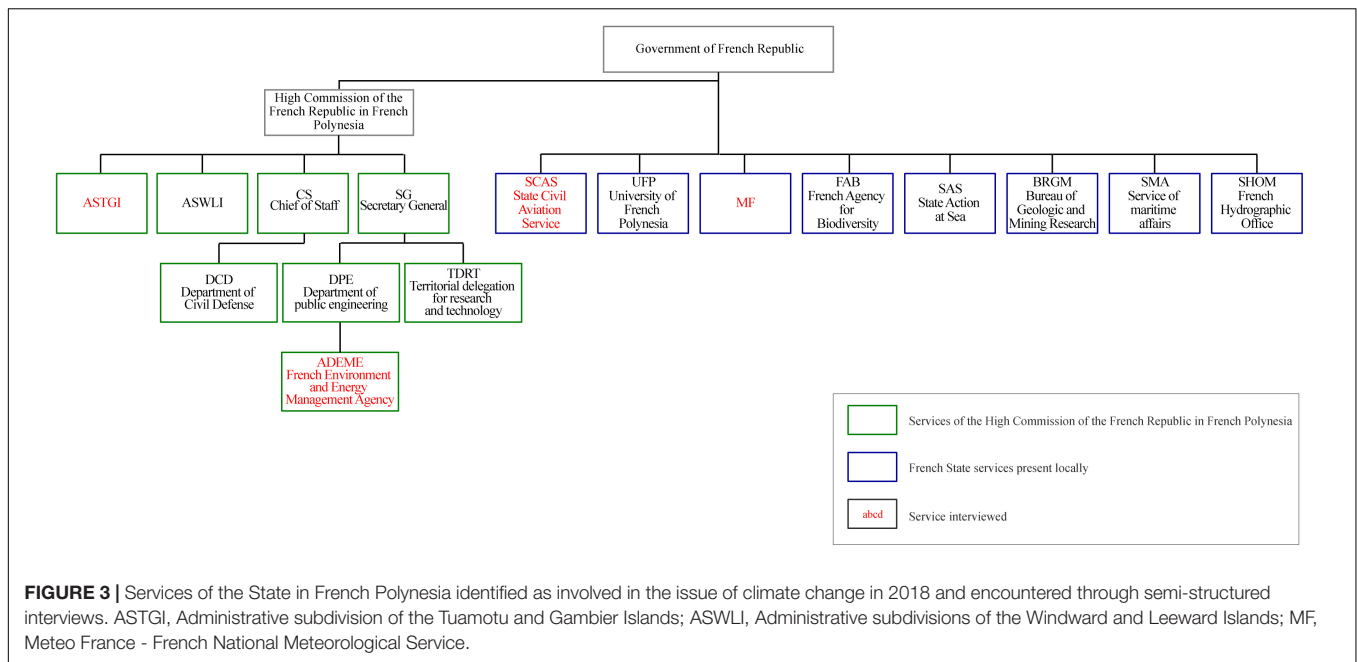 Government of French Republic
High Commission of the
French Republic in French
Polynesia
ASTGI
ASWLI
CS
Chief of Staff
SG
Secretary General
SCAS
State Civil
Aviation
Service
UFP
University of
French
Polynesia
MF
FAB
French Agency
for
Biodiversity
SAS
State Action
at Sea
BRGM
Bureau of
Geologic and
Mining Research
SMA
Service of
maritime
affairs
SHOM
French
Hydrographic
Office
DCD
Department of
Civil Defense
DPE
Department of
public engineering
TDRT
Territorial delegation
for research
and technology
ADEME
French Environment
and Energy
Management Agency
Services of the High Commission of the French Republic in French Polynesia
French State services present locally
abcd
Service interviewed
FIGURE 3 | Services of the State in French Polynesia identified as involved in the issue of climate change in 2018 and encountered through semi-structured
interviews. ASTGI, Administrative subdivision of the Tuamotu and Gambier Islands; ASWLI, Administrative subdivisions of the Windward and Leeward Islands; MF,
Meteo France - French National Meteorological Service.